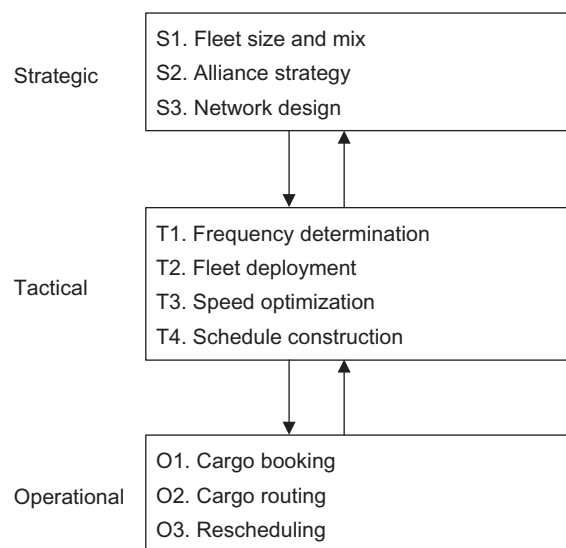 Strategic
S1. Fleet size and mix
S2. Alliance strategy
S3. Network design
Tactical
T1. Frequency determination
T2. Fleet deployment
T3. Speed optimization
T4. Schedule construction
Operational
O1. Cargo booking
O2. Cargo routing
O3. Rescheduling